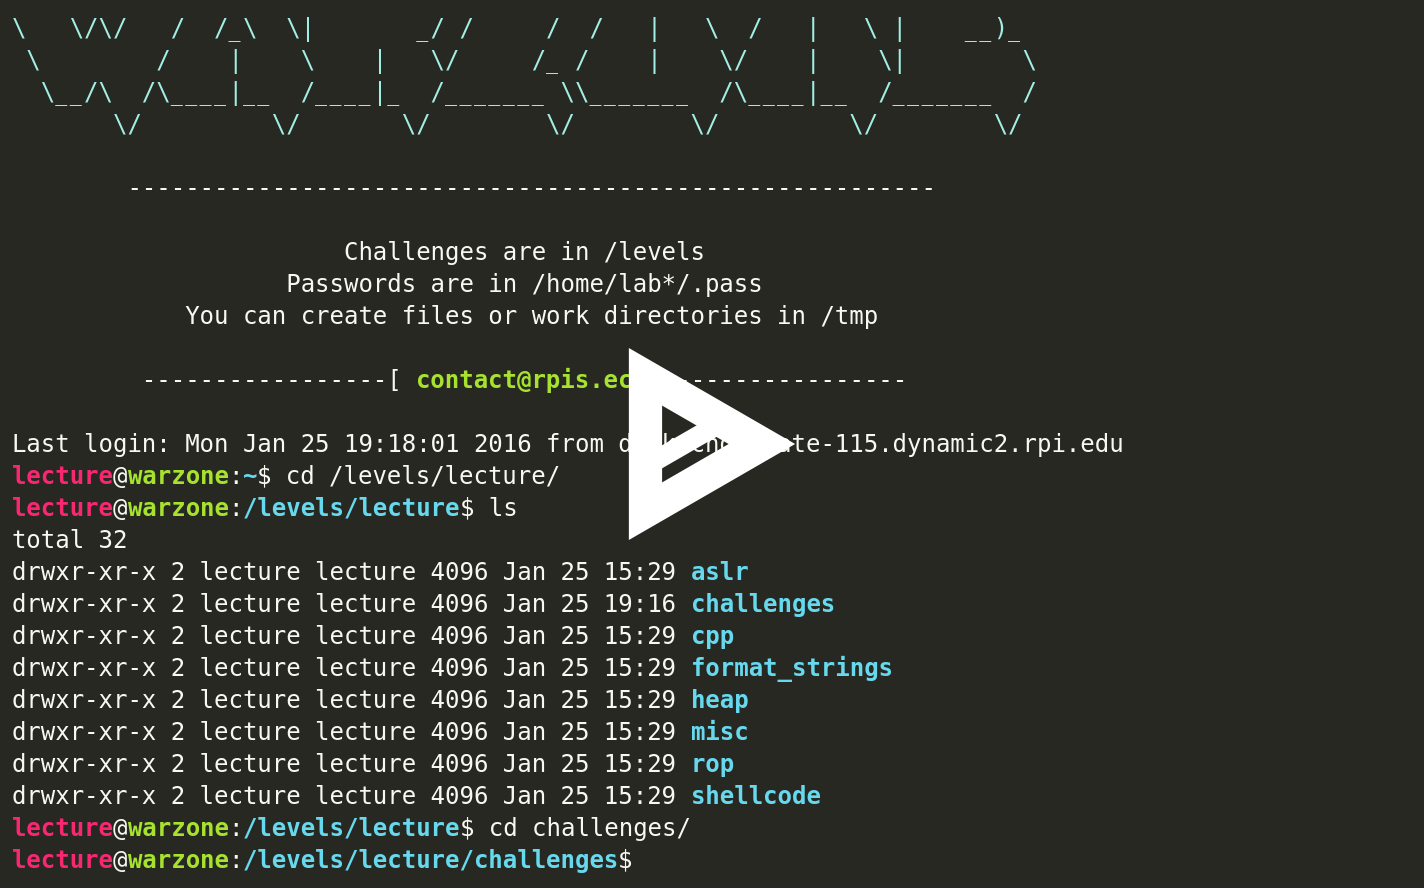 \   \/\/   /  /_\  \|       _/ /     /  /   |   \  /   |   \ |    __)_
 \        /    |    \    |   \/     /_ /    |    \/    |    \|        \
  \__/\  /\____|__  /____|_  /_______ \\_______  /\____|__  /_______  /
       \/         \/       \/        \/        \/         \/        \/
--------------------------------------------------------
Challenges are in /levels
Passwords are in /home/lab*/.pass
You can create files or work directories in /tmp
-----------------[ contact@rpis.ec ----------------
Last login: Mon Jan 25 19:18:01 2016 from -115.dynamic2.rpi.edu
lecture@warzone:~$ cd /levels/lecture/
lecture@warzone:/levels/lecture$ ls
total 32
drwxr-xr-x 2 lecture lecture 4096 Jan 25 15:29 aslr
drwxr-xr-x 2 lecture lecture 4096 Jan 25 19:16 challenges
drwxr-xr-x 2 lecture lecture 4096 Jan 25 15:29 cpp
drwxr-xr-x 2 lecture lecture 4096 Jan 25 15:29 format_strings
drwxr-xr-x 2 lecture lecture 4096 Jan 25 15:29 heap
drwxr-xr-x 2 lecture lecture 4096 Jan 25 15:29 misc
drwxr-xr-x 2 lecture lecture 4096 Jan 25 15:29 rop
drwxr-xr-x 2 lecture lecture 4096 Jan 25 15:29 shellcode
lecture@warzone:/levels/lecture$ cd challenges/
lecture@warzone:/levels/lecture/challenges$